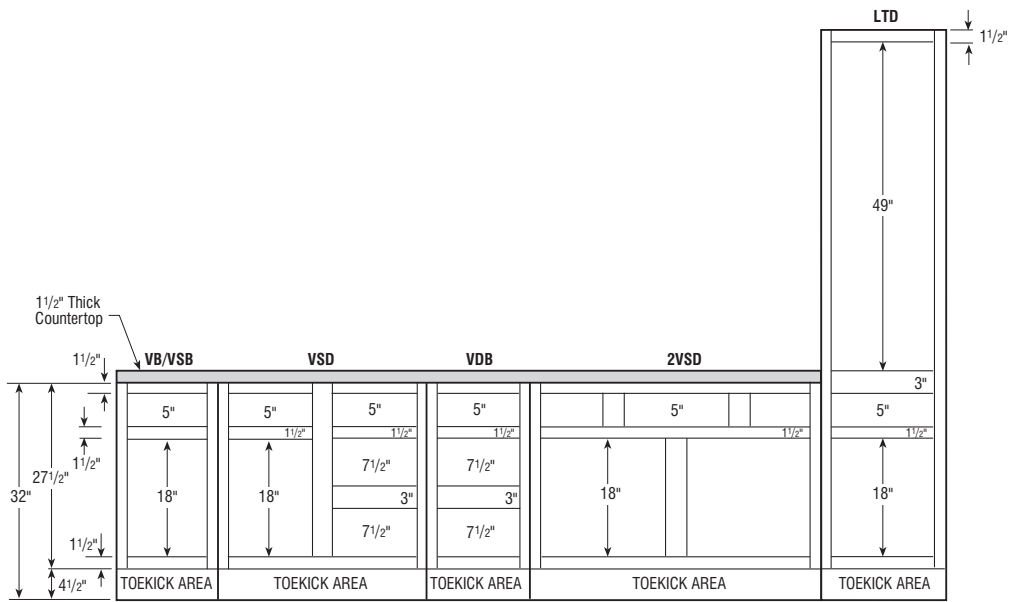 LTD
1 1/2"
49"
1 1/2" Thick
Countertop
1 1/2"
VB/VSB
VSD
VDB
2VSD
3"
5"
5"
5"
5"
5"
5"
1 1/2"
1 1/2"
1 1/2"
1 1/2"
1 1/2"
1 1/2"
7 1/2"
7 1/2"
27 1/2"
32"
18"
18"
3"
3"
18"
18"
7 1/2"
7 1/2"
1 1/2"
4 1/2"
TOEKICK AREA
TOEKICK AREA
TOEKICK AREA
TOEKICK AREA
TOEKICK AREA